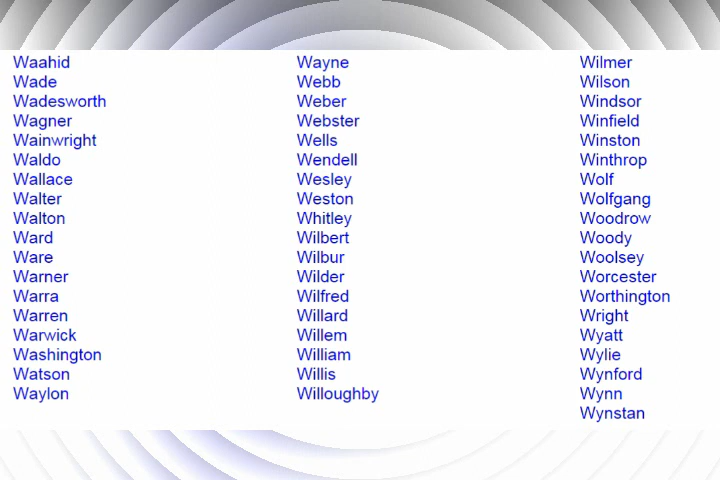 Waahid
Wade
Wadesworth
Wagner
Wainwright
Waldo
Wallace
Walter
Walton
Ward
Ware
Warner
Warra
Warren
Warwick
Washington
Watson
Waylon
Wayne
Webb
Weber
Webster
Wells
Wendell
Wesley
Weston
Whitley
Wilbert
Wilbur
Wilder
Wilfred
Willard
Willem
William
Willis
Willoughby
Wilmer
Wilson
Windsor
Winfield
Winston
Winthrop
Wolf
Wolfgang
Woodrow
Woody
Woolsey
Worcester
Worthington
Wright
Wyatt
Wylie
Wynford
Wynn
Wynstan